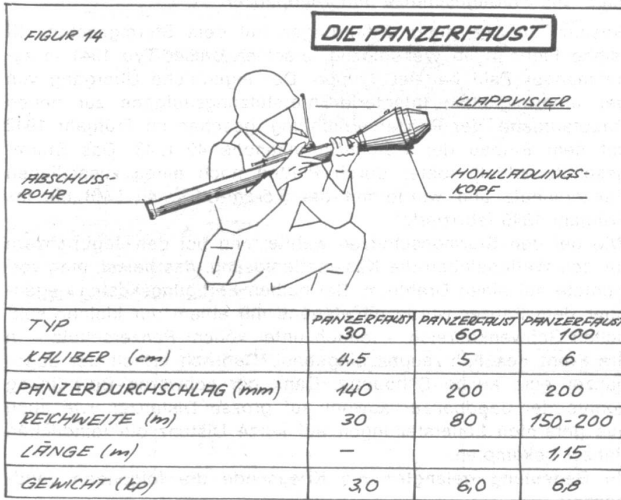 FIGUR 14
DIE PANZERFAUST
KLAPPVISIER
ABSCHUSS-
ROHR
HOHLLADUNGS-
KOPF
TYP PANZERFAUST 30 PANZERFAUST 60 PANZERFAUST 100
KALIBER (cm) 4,5 5 6
PANZERDURCHSCHLAG (mm) 140 200 200
REICHWEITE (m) 30 80 150-200
LÄNGE (m) — — 1,15
GEWICHT (kp) 3,0 6,0 6,8